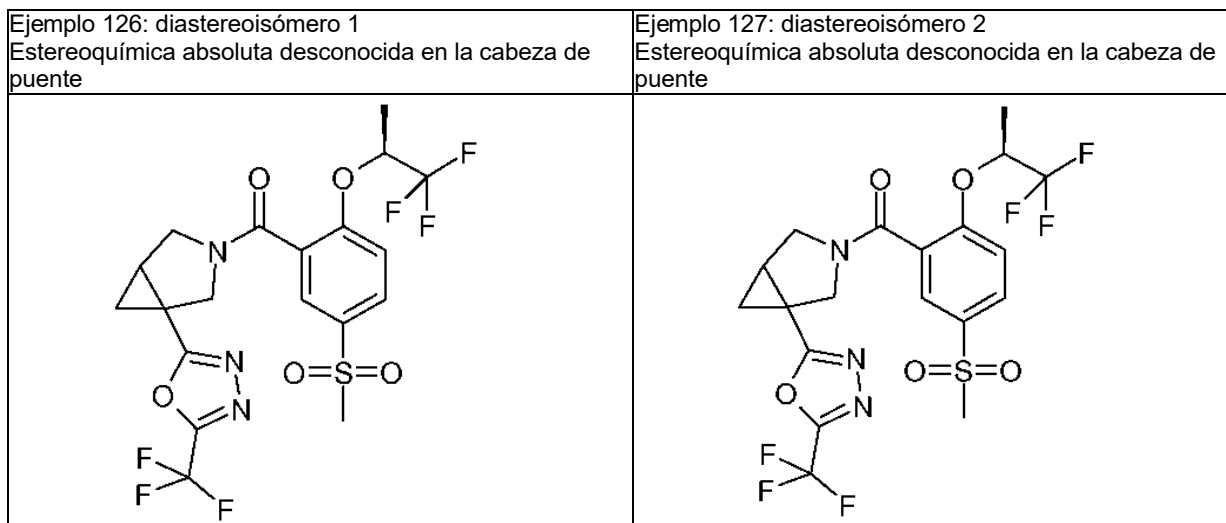 Ejemplo 126: diastereoisómero 1
Estereoquímica absoluta desconocida en la cabeza de
puente
Ejemplo 127: diastereoisómero 2
Estereoquímica absoluta desconocida en la cabeza de
puente
O
O
F
F
F
N
N
N
O
O=S=O
F
F
F
O
O
F
F
F
N
N
N
O
O=S=O
F
F
F